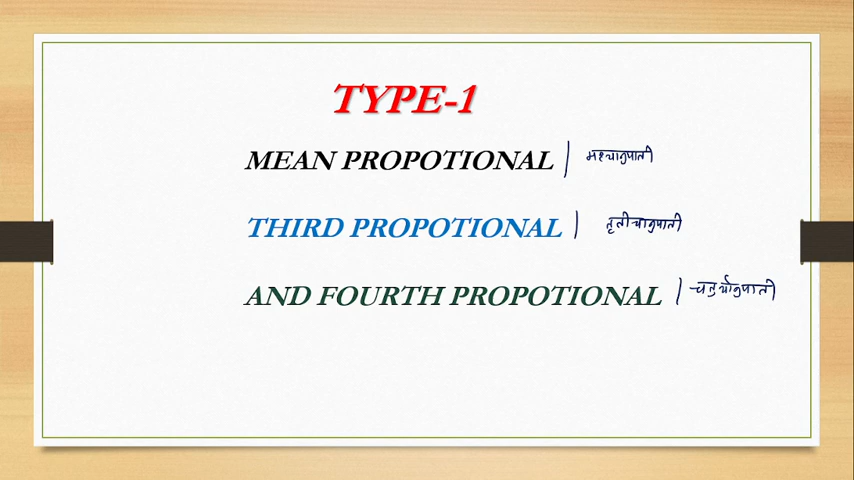 TYPE-1
MEAN PROPOTIONAL | मध्यानुपाती
THIRD PROPOTIONAL | तृतीयानुपाती
AND FOURTH PROPOTIONAL | चतुर्थानुपाती